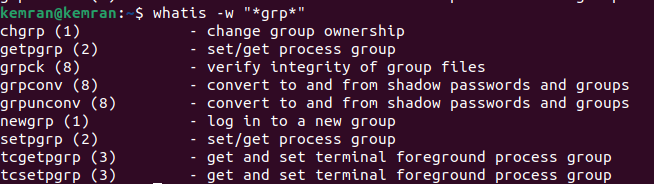 kemran@kemran:~$ whatis -w "*grp*"
chgrp (1)            - change group ownership
getpgrp (2)          - set/get process group
grpck (8)            - verify integrity of group files
grpconv (8)          - convert to and from shadow passwords and groups
grpunconv (8)        - convert to and from shadow passwords and groups
newgrp (1)           - log in to a new group
setpgrp (2)          - set/get process group
tcgetpgrp (3)        - get and set terminal foreground process group
tcsetpgrp (3)        - get and set terminal foreground process group